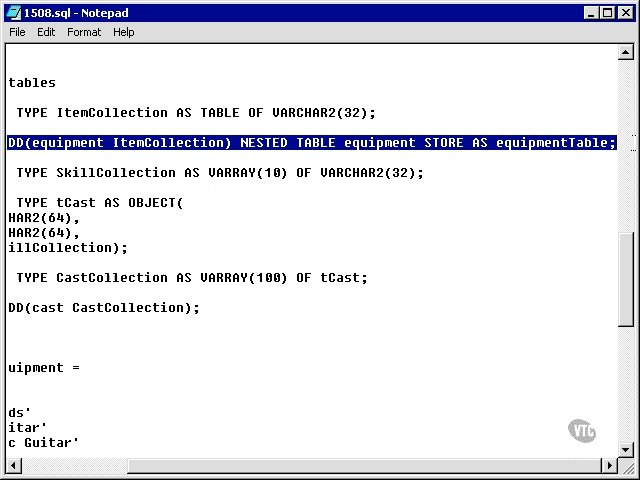 1508.sql - Notepad
File Edit Format Help
tables
TYPE ItemCollection AS TABLE OF VARCHAR2(32);
DD(equipment ItemCollection) NESTED TABLE equipment STORE AS equipmentTable;
TYPE SkillCollection AS VARRAY(10) OF VARCHAR2(32);
TYPE tCast AS OBJECT(
HAR2(64),
HAR2(64),
illCollection);
TYPE CastCollection AS VARRAY(100) OF tCast;
DD(cast CastCollection);
uipment =
ds'
itar'
c Guitar'
VTC